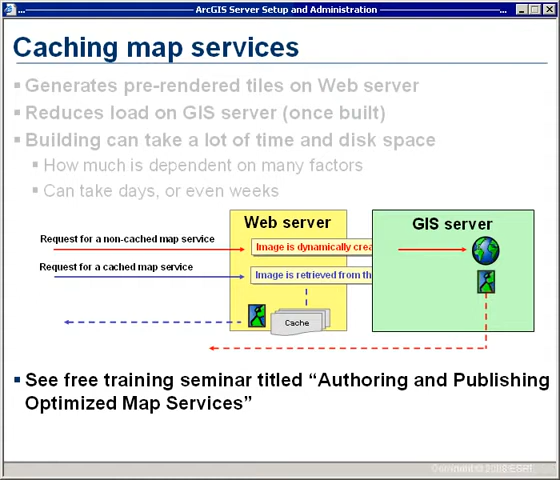 ArcGIS Server Setup and Administration
Caching map services
Generates pre-rendered tiles on Web server
Reduces load on GIS server (once built)
Building can take a lot of time and disk space
How much is dependent on many factors
Can take days, or even weeks
Web server
GIS server
Request for a non-cached map service
Image is dynamically crea
Request for a cached map service
Image is retrieved from th
Cache
See free training seminar titled “Authoring and Publishing
Optimized Map Services”